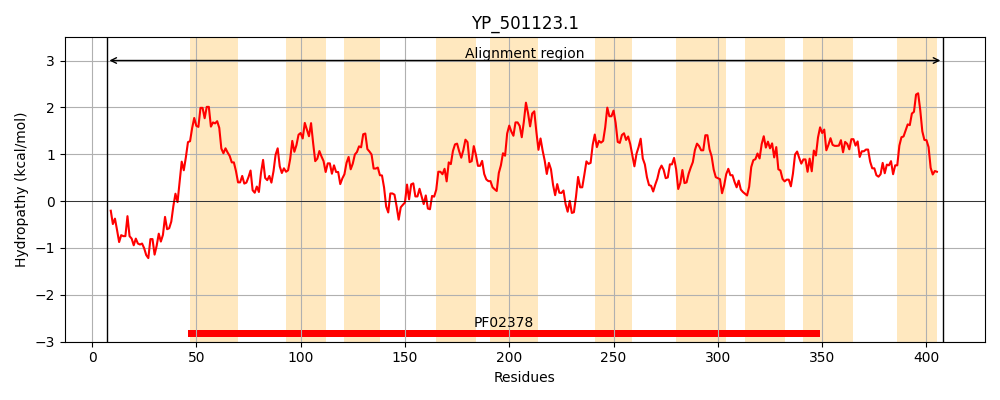 YP_501123.1
Alignment region
3
2
1
0
−1
−2
−3
Hydropathy (kcal/mol)
PF02378
0 50 100 150 200 250 300 350 400
Residues